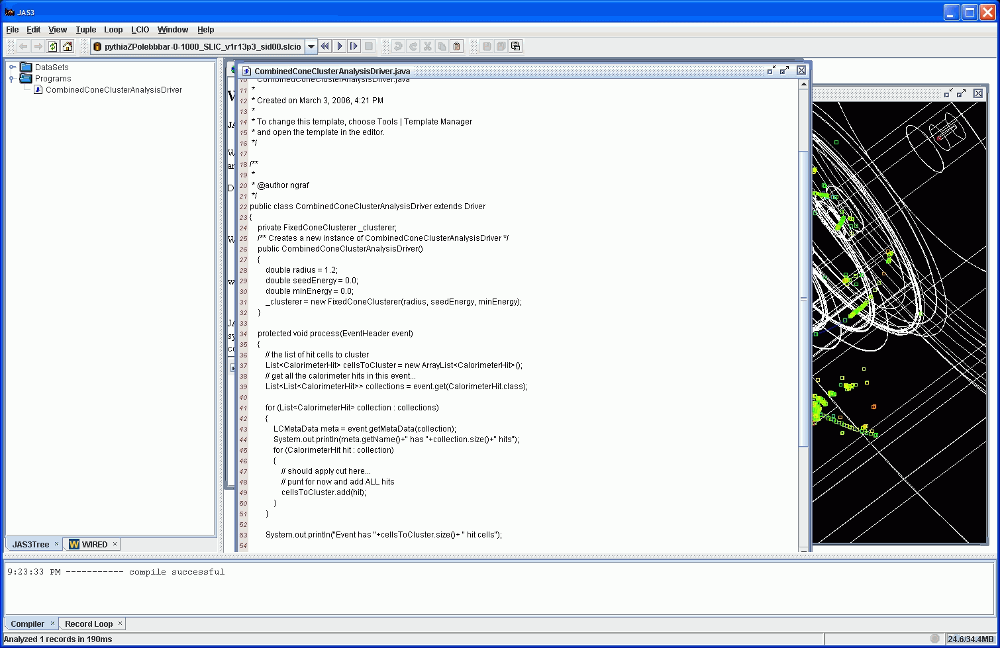 JAS3
File Edit View Tuple Loop LCIO Window Help
pythiaZPolebbbar-0-1000_SLIC_v1r13p3_sid00.slcio
DataSets
Programs
CombinedConeClusterAnalysisDriver
CombinedConeClusterAnalysisDriver.java
10 CombinedConeClusterAnalysisDriver.java
11 *
12 * Created on March 3, 2006, 4:21 PM
13 *
14 * To change this template, choose Tools | Template Manager
15 * and open the template in the editor.
16 */
17
18 /**
19 *
20 * @author ngraf
21 */
22 public class CombinedConeClusterAnalysisDriver extends Driver
23 {
24 private FixedConeClusterer _clusterer;
25 /** Creates a new instance of CombinedConeClusterAnalysisDriver */
26 public CombinedConeClusterAnalysisDriver()
27 {
28 double radius = 1.2;
29 double seedEnergy = 0.0;
30 double minEnergy = 0.0;
31 _clusterer = new FixedConeClusterer(radius, seedEnergy, minEnergy);
32 }
33
34 protected void process(EventHeader event)
35 {
36 // the list of hit cells to cluster
37 List<CalorimeterHit> cellsToCluster = new ArrayList<CalorimeterHit>();
38 // get all the calorimeter hits in this event...
39 List<List<CalorimeterHit>> collections = event.get(CalorimeterHit.class);
40
41 for (List<CalorimeterHit> collection : collections)
42 {
43 LCMetaData meta = event.getMetaData(collection);
44 System.out.println(meta.getName()+" has "+collection.size()+" hits");
45 for (CalorimeterHit hit : collection)
46 {
47 // should apply cut here...
48 // punt for now and add ALL hits
49 cellsToCluster.add(hit);
50 }
51 }
52
53 System.out.println("Event has "+cellsToCluster.size()+ " hit cells");
54
JAS3Tree × WIRED ×
9:23:33 PM ----------- compile successful
Compiler × Record Loop ×
Analyzed 1 records in 190ms
24.6/34.4MB